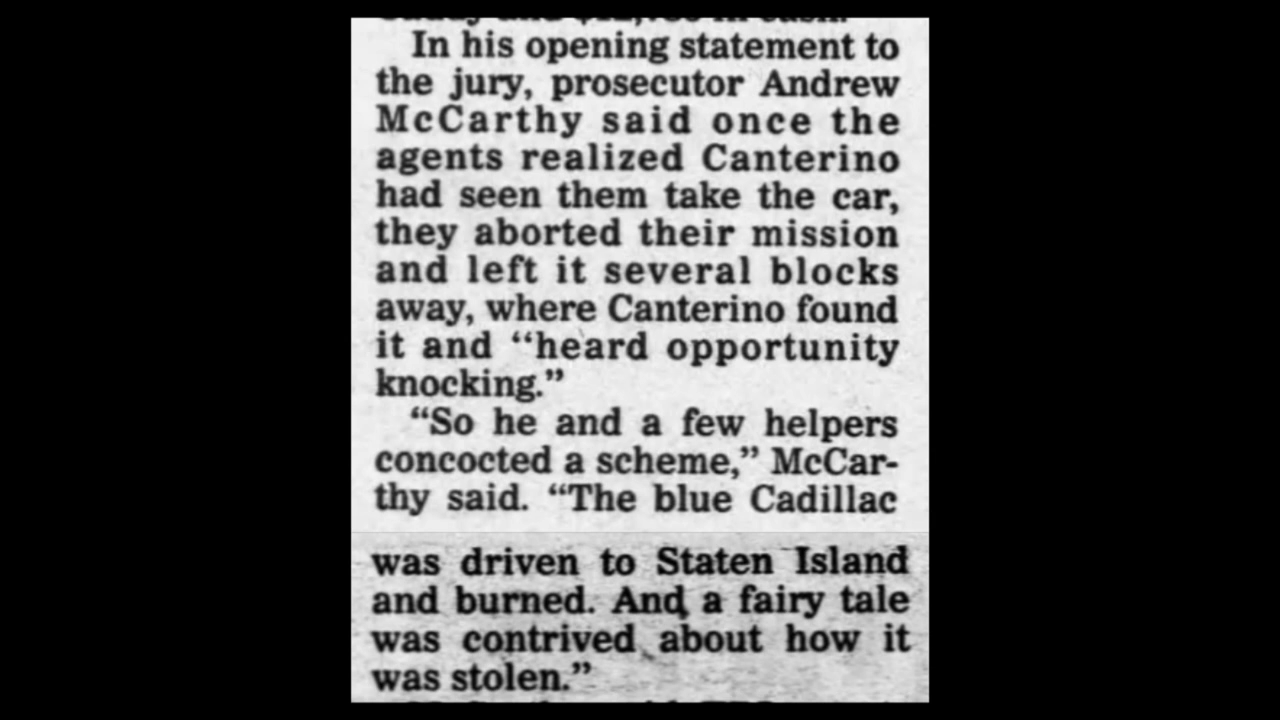 In his opening statement to
the jury, prosecutor Andrew
McCarthy said once the
agents realized Canterino
had seen them take the car,
they aborted their mission
and left it several blocks
away, where Canterino found
it and “heard opportunity
knocking.”
“So he and a few helpers
concocted a scheme,” McCar-
thy said. “The blue Cadillac
was driven to Staten Island
and burned. And a fairy tale
was contrived about how it
was stolen.”